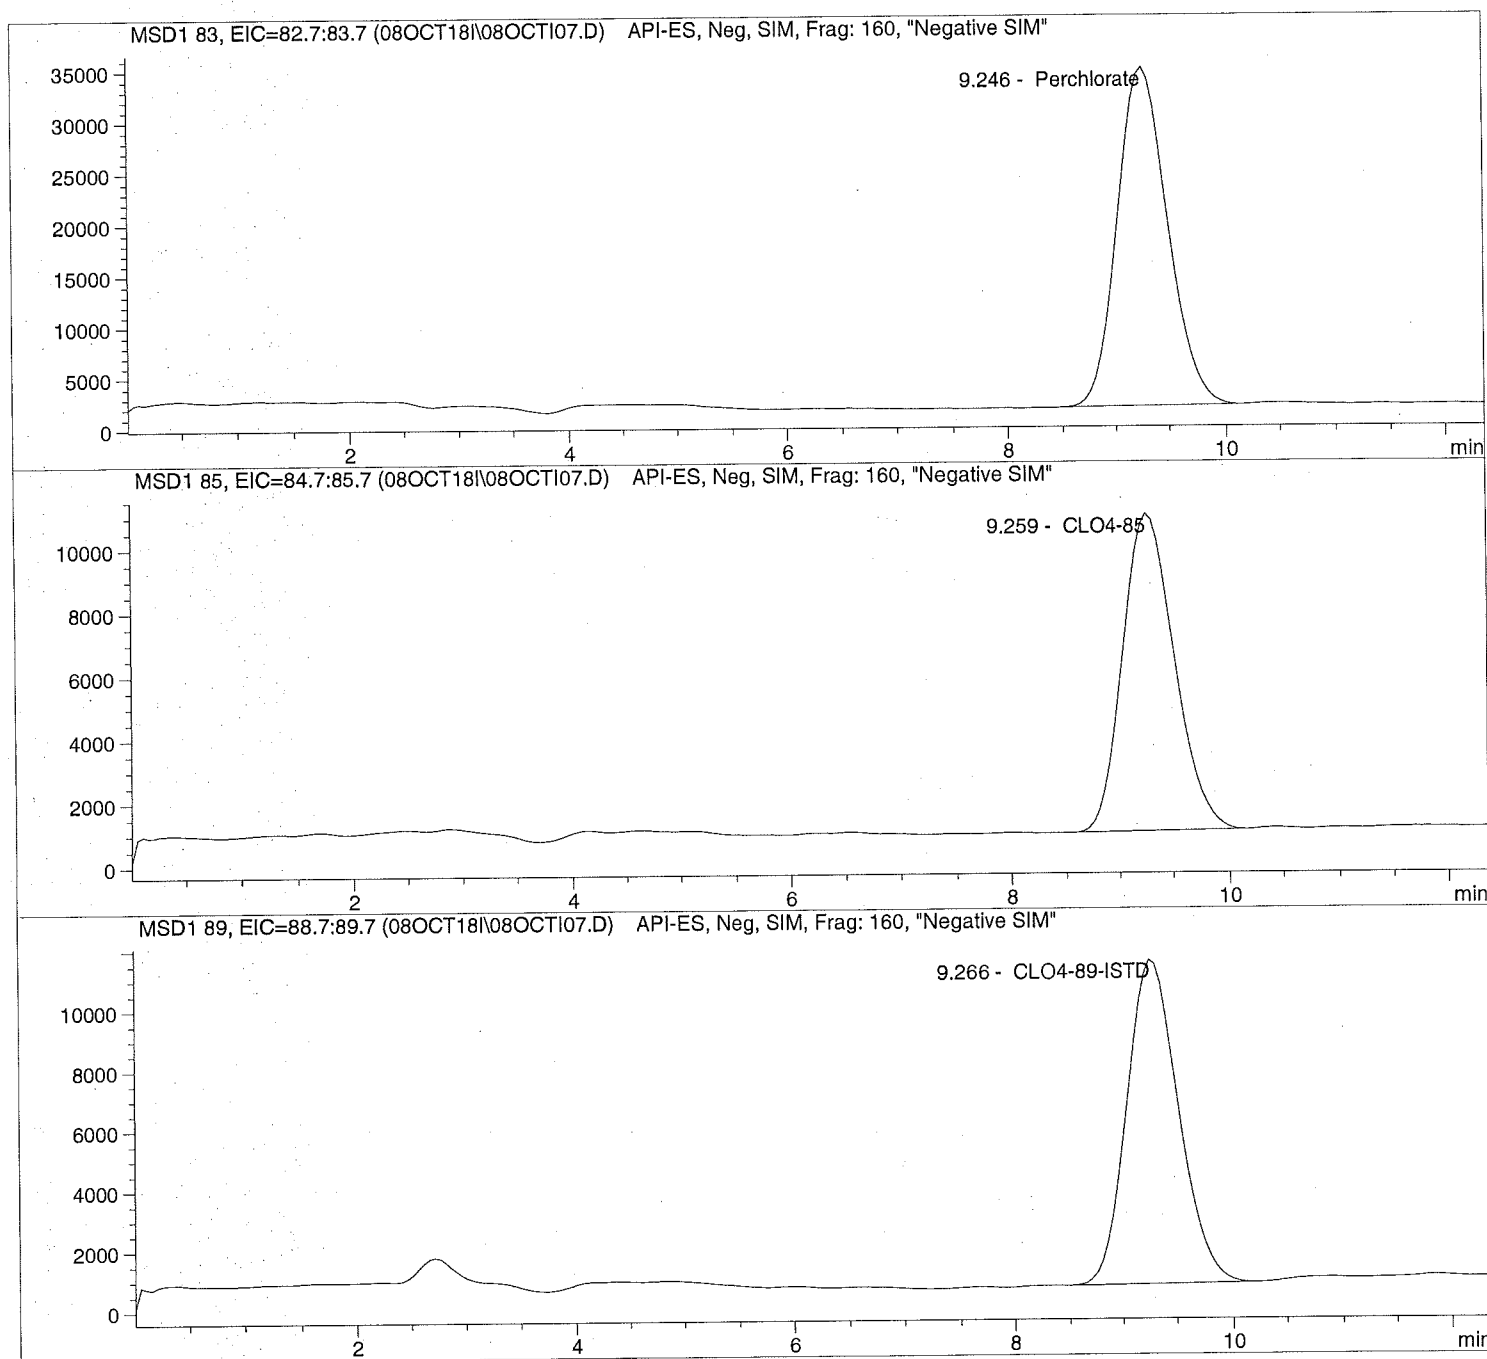 MSD1 83, EIC=82.7:83.7 (08OCT18I\08OCTI07.D) API-ES, Neg, SIM, Frag: 160, "Negative SIM"
9.246 - Perchlorate
35000
30000
25000
20000
15000
10000
5000
0
2 4 6 8 10 min
MSD1 85, EIC=84.7:85.7 (08OCT18I\08OCTI07.D) API-ES, Neg, SIM, Frag: 160, "Negative SIM"
9.259 - CLO4-85
10000
8000
6000
4000
2000
0
2 4 6 8 10 min
MSD1 89, EIC=88.7:89.7 (08OCT18I\08OCTI07.D) API-ES, Neg, SIM, Frag: 160, "Negative SIM"
9.266 - CLO4-89-ISTD
10000
8000
6000
4000
2000
0
2 4 6 8 10 min